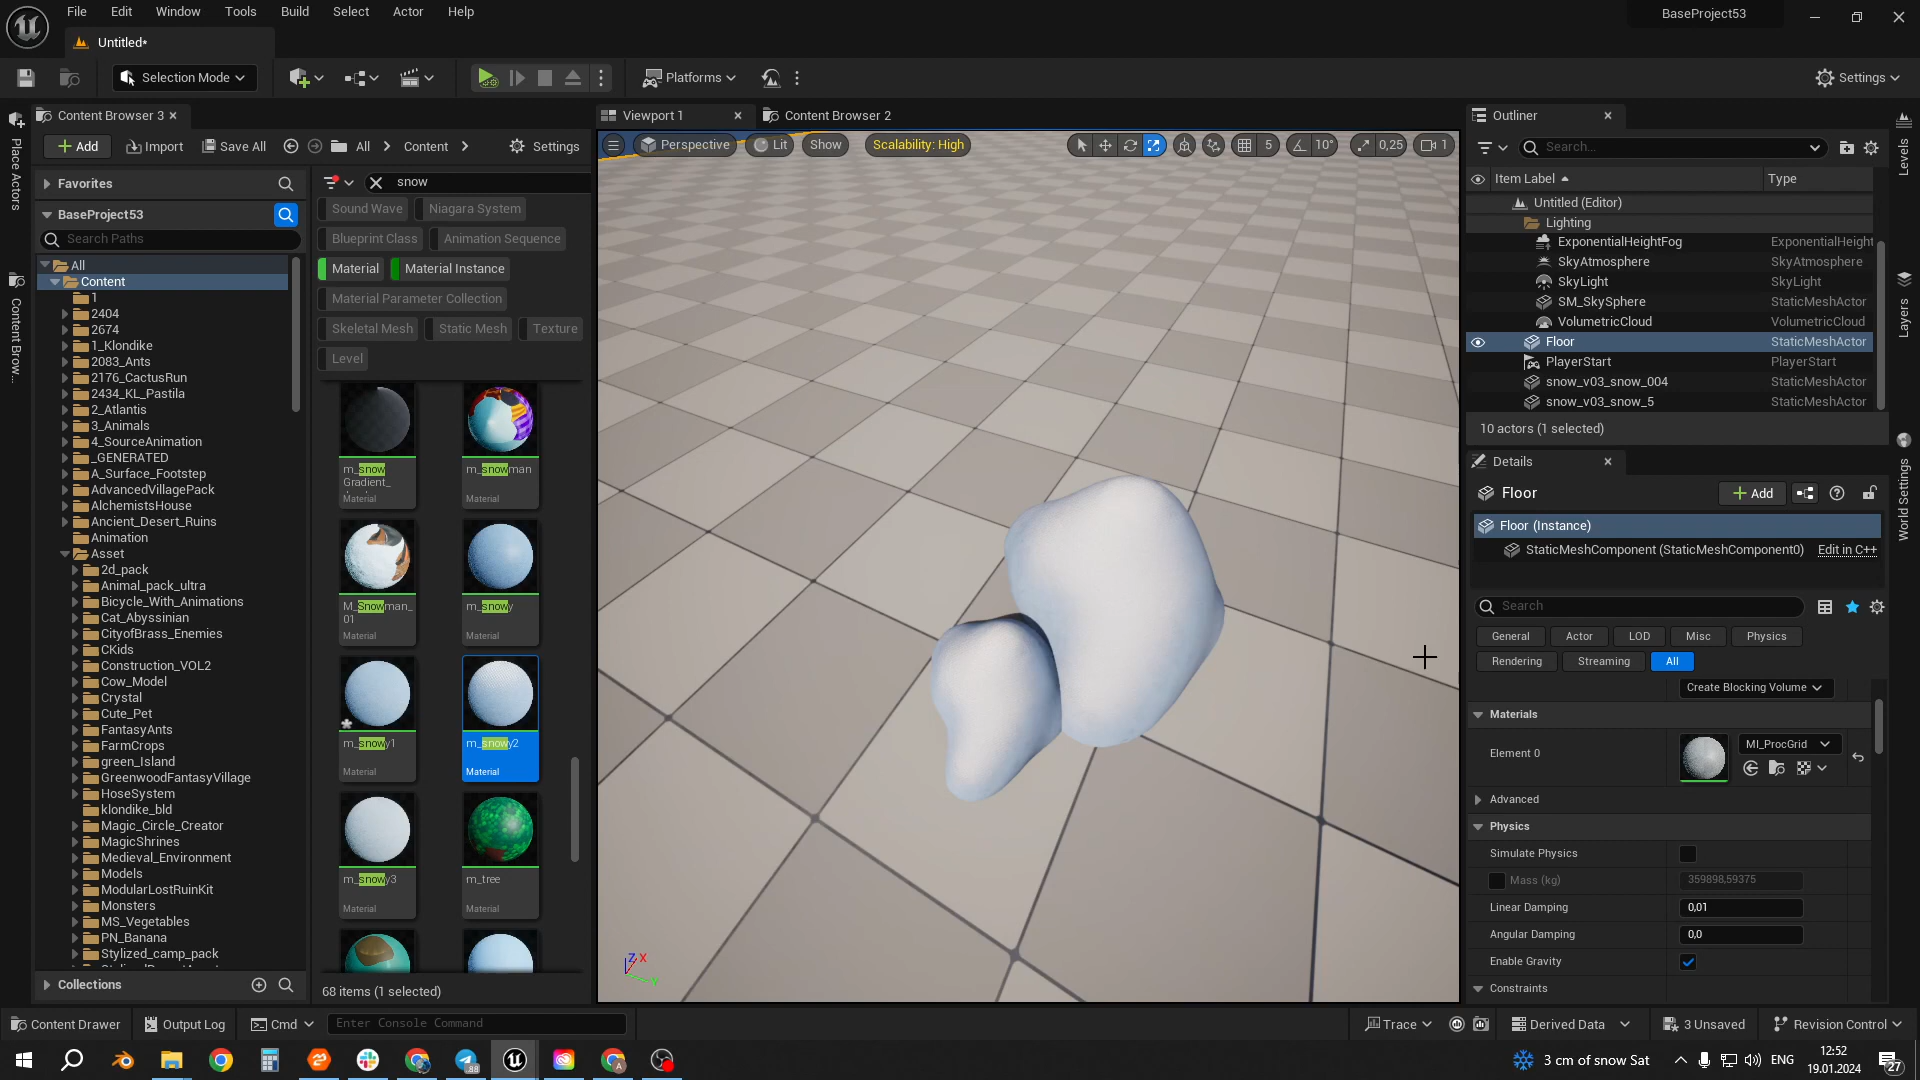 File Edit Window Tools Build Select Actor Help
BaseProject53
Untitled*
Selection Mode
Platforms
Settings
Content Browser 3
Viewport 1
Content Browser 2
Outliner
Place Actors
Content Brow...
Levels
Layers
World Settings
Add Import Save All All Content Settings
Favorites
BaseProject53
Search Paths
All
Content
1
2404
2674
1_Klondike
2083_Ants
2176_CactusRun
2434_KL_Pastila
2_Atlantis
3_Animals
4_SourceAnimation
_GENERATED
A_Surface_Footstep
AdvancedVillagePack
AlchemistsHouse
Ancient_Desert_Ruins
Animation
Asset
2d_pack
Animal_pack_ultra
Bicycle_With_Animations
Cat_Abyssinian
CityofBrass_Enemies
CKids
Construction_VOL2
Cow_Model
Crystal
Cute_Pet
FantasyAnts
FarmCrops
green_Island
GreenwoodFantasyVillage
HoseSystem
klondike_bld
Magic_Circle_Creator
MagicShrines
Medieval_Environment
Models
ModularLostRuinKit
Monsters
MS_Vegetables
PN_Banana
Stylized_camp_pack
Collections
snow
Sound Wave Niagara System
Blueprint Class Animation Sequence
Material Material Instance
Material Parameter Collection
Skeletal Mesh Static Mesh Texture
Level
m_snow
Gradient_
Material
m_snowman
Material
M_Snowman_
01
Material
m_snowy
Material
m_snowy1
Material
m_snowy2
Material
m_snowy3
Material
m_tree
Material
68 items (1 selected)
Perspective Lit Show Scalability: High
5 10° 0,25 1
Z X
Y
Search...
Item Label Type
Untitled (Editor)
Lighting
ExponentialHeightFog ExponentialHeight
SkyAtmosphere SkyAtmosphere
SkyLight SkyLight
SM_SkySphere StaticMeshActor
VolumetricCloud VolumetricCloud
Floor StaticMeshActor
PlayerStart PlayerStart
snow_v03_snow_004 StaticMeshActor
snow_v03_snow_5 StaticMeshActor
10 actors (1 selected)
Details
Floor Add
Floor (Instance)
StaticMeshComponent (StaticMeshComponent0) Edit in C++
Search
General Actor LOD Misc Physics
Rendering Streaming All
Create Blocking Volume
Materials
Element 0 MI_ProcGrid
Advanced
Physics
Simulate Physics
Mass (kg) 359898,59375
Linear Damping 0,01
Angular Damping 0,0
Enable Gravity
Constraints
Content Drawer Output Log Cmd Enter Console Command Trace Derived Data 3 Unsaved Revision Control
3 cm of snow Sat ENG 12:52
19.01.2024
27
88
A